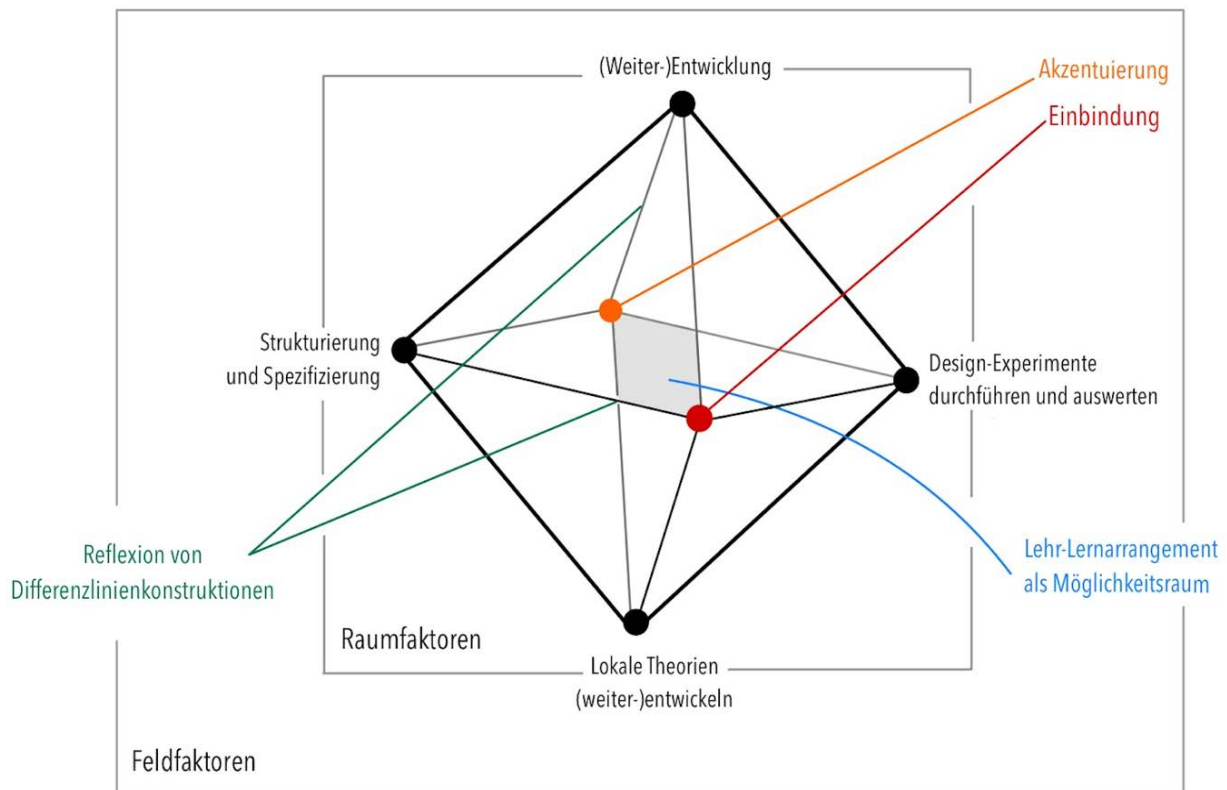 (Weiter-)Entwicklung
Akzentuierung
Einbindung
Strukturierung
und Spezifizierung
Design-Experimente
durchführen und auswerten
Reflexion von
Differenzlinienkonstruktionen
Lehr-Lernarrangement
als Möglichkeitsraum
Raumfaktoren
Lokale Theorien
(weiter-)entwickeln
Feldfaktoren